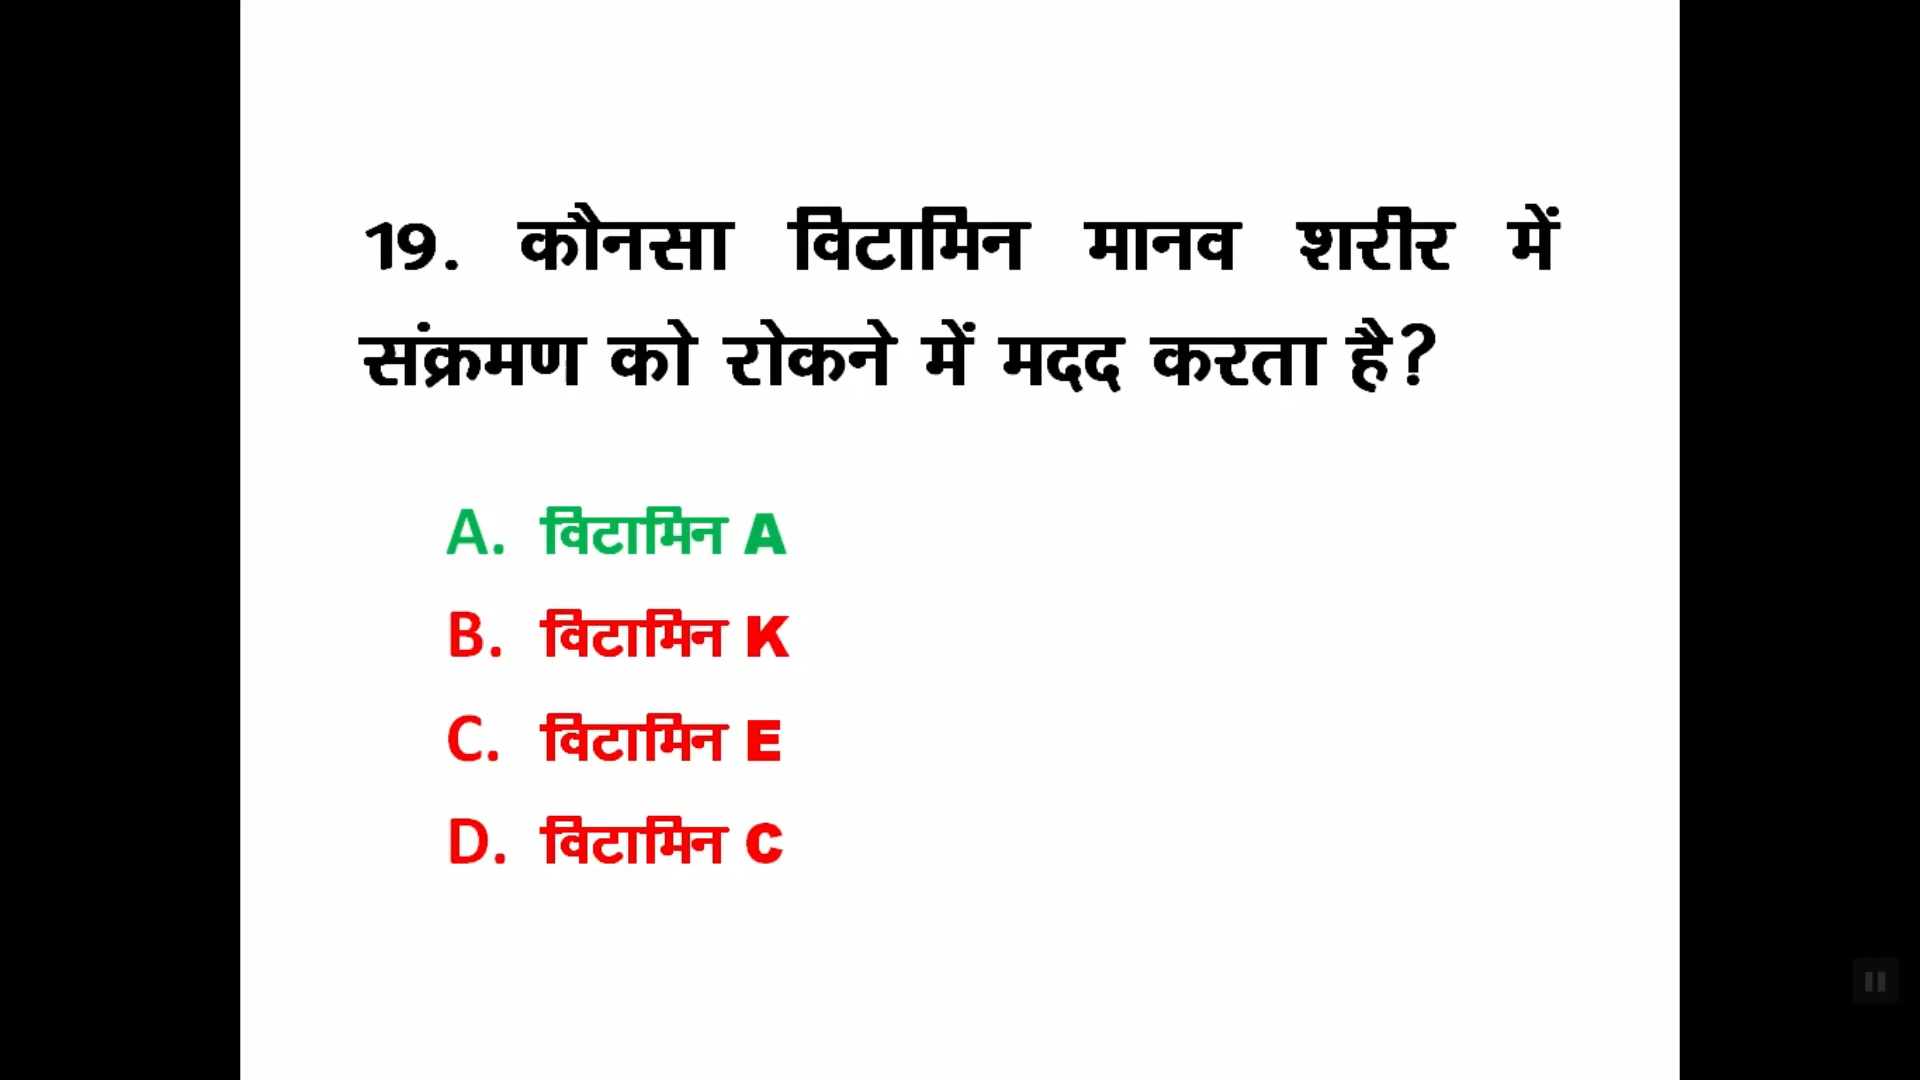 19. कौनसा विटामिन मानव शरीर में
संक्रमण को रोकने में मदद करता है?
A. विटामिन A
B. विटामिन K
C. विटामिन E
D. विटामिन C